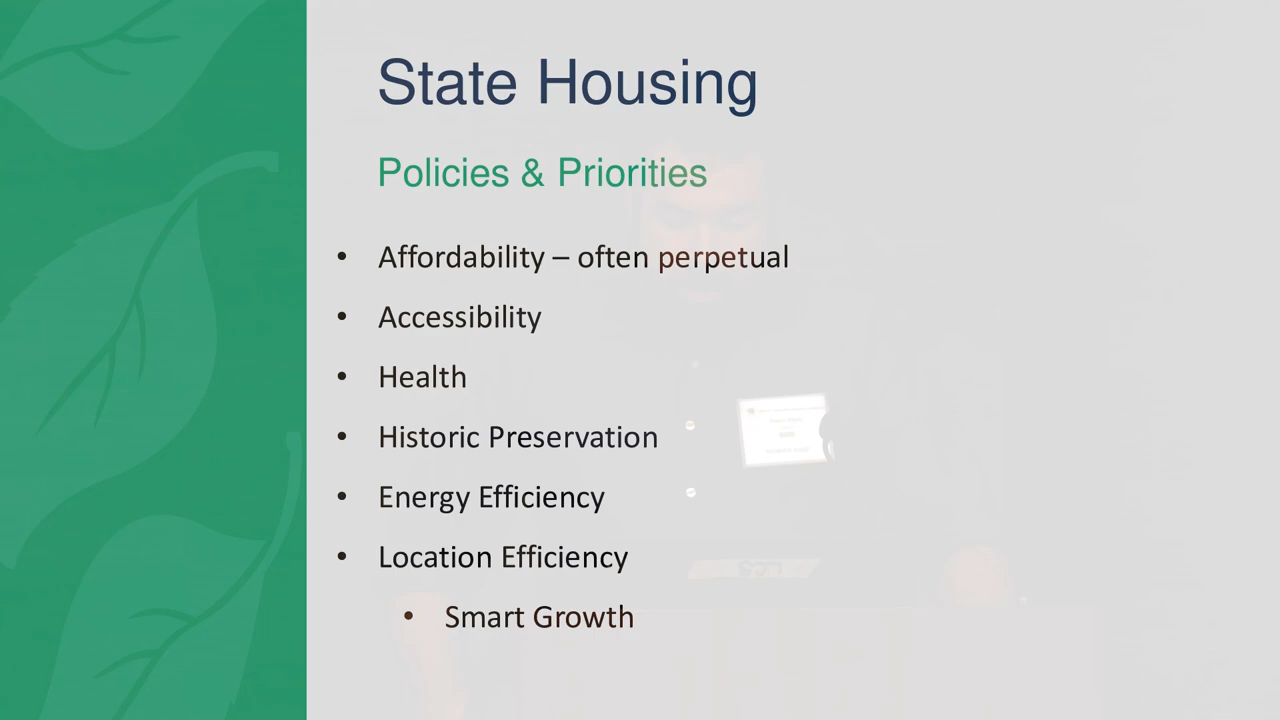 State Housing
Policies & Priorities
• Affordability – often perpetual
• Accessibility
• Health
• Historic Preservation
• Energy Efficiency
• Location Efficiency
• Smart Growth